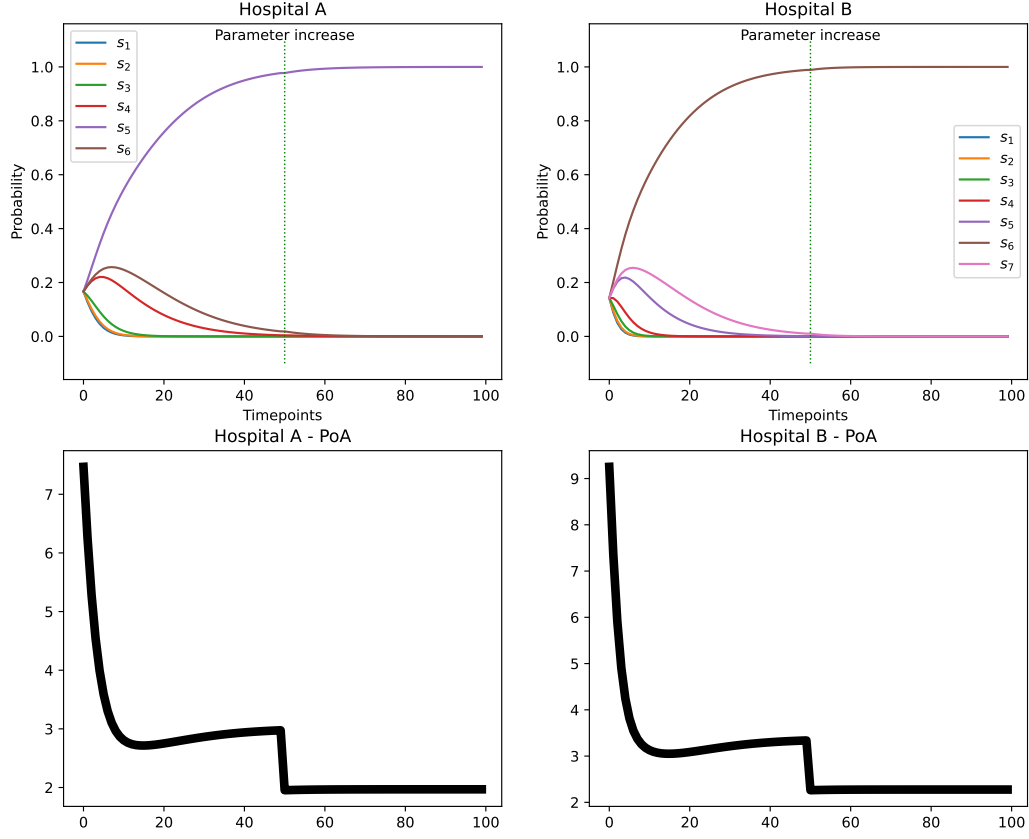 Hospital A
Parameter increase
s1
s2
s3
s4
s5
s6
1.0
0.8
0.6
0.4
0.2
0.0
Probability
0 20 40 60 80 100
Timepoints
Hospital B
Parameter increase
s1
s2
s3
s4
s5
s6
s7
1.0
0.8
0.6
0.4
0.2
0.0
Probability
0 20 40 60 80 100
Timepoints
Hospital A - PoA
7
6
5
4
3
2
0 20 40 60 80 100
Hospital B - PoA
9
8
7
6
5
4
3
2
0 20 40 60 80 100